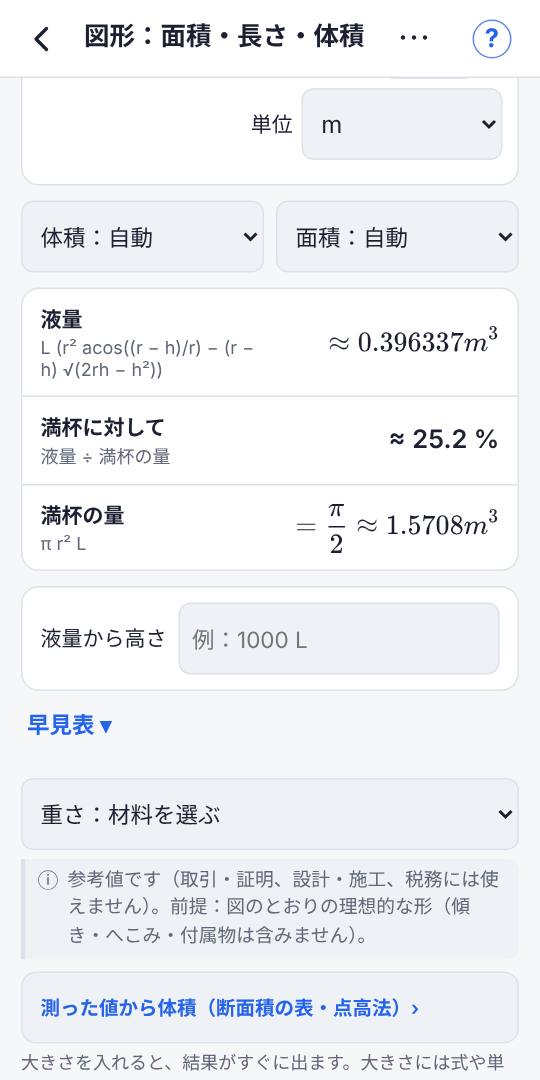 図形：面積・長さ・体積 … ?
単位 m
体積：自動 面積：自動
液量
L (r² acos((r − h)/r) − (r −
h) √(2rh − h²))
≈ 0.396337m³
満杯に対して
液量 ÷ 満杯の量
≈ 25.2 %
満杯の量
π r² L
= π/2 ≈ 1.5708m³
液量から高さ 例：1000 L
早見表 ▾
重さ：材料を選ぶ
ⓘ 参考値です（取引・証明、設計・施工、税務には使
えません）。前提：図のとおりの理想的な形（傾
き・へこみ・付属物は含みません）。
測った値から体積（断面積の表・点高法）›
大きさを入れると、結果がすぐに出ます。大きさには式や単